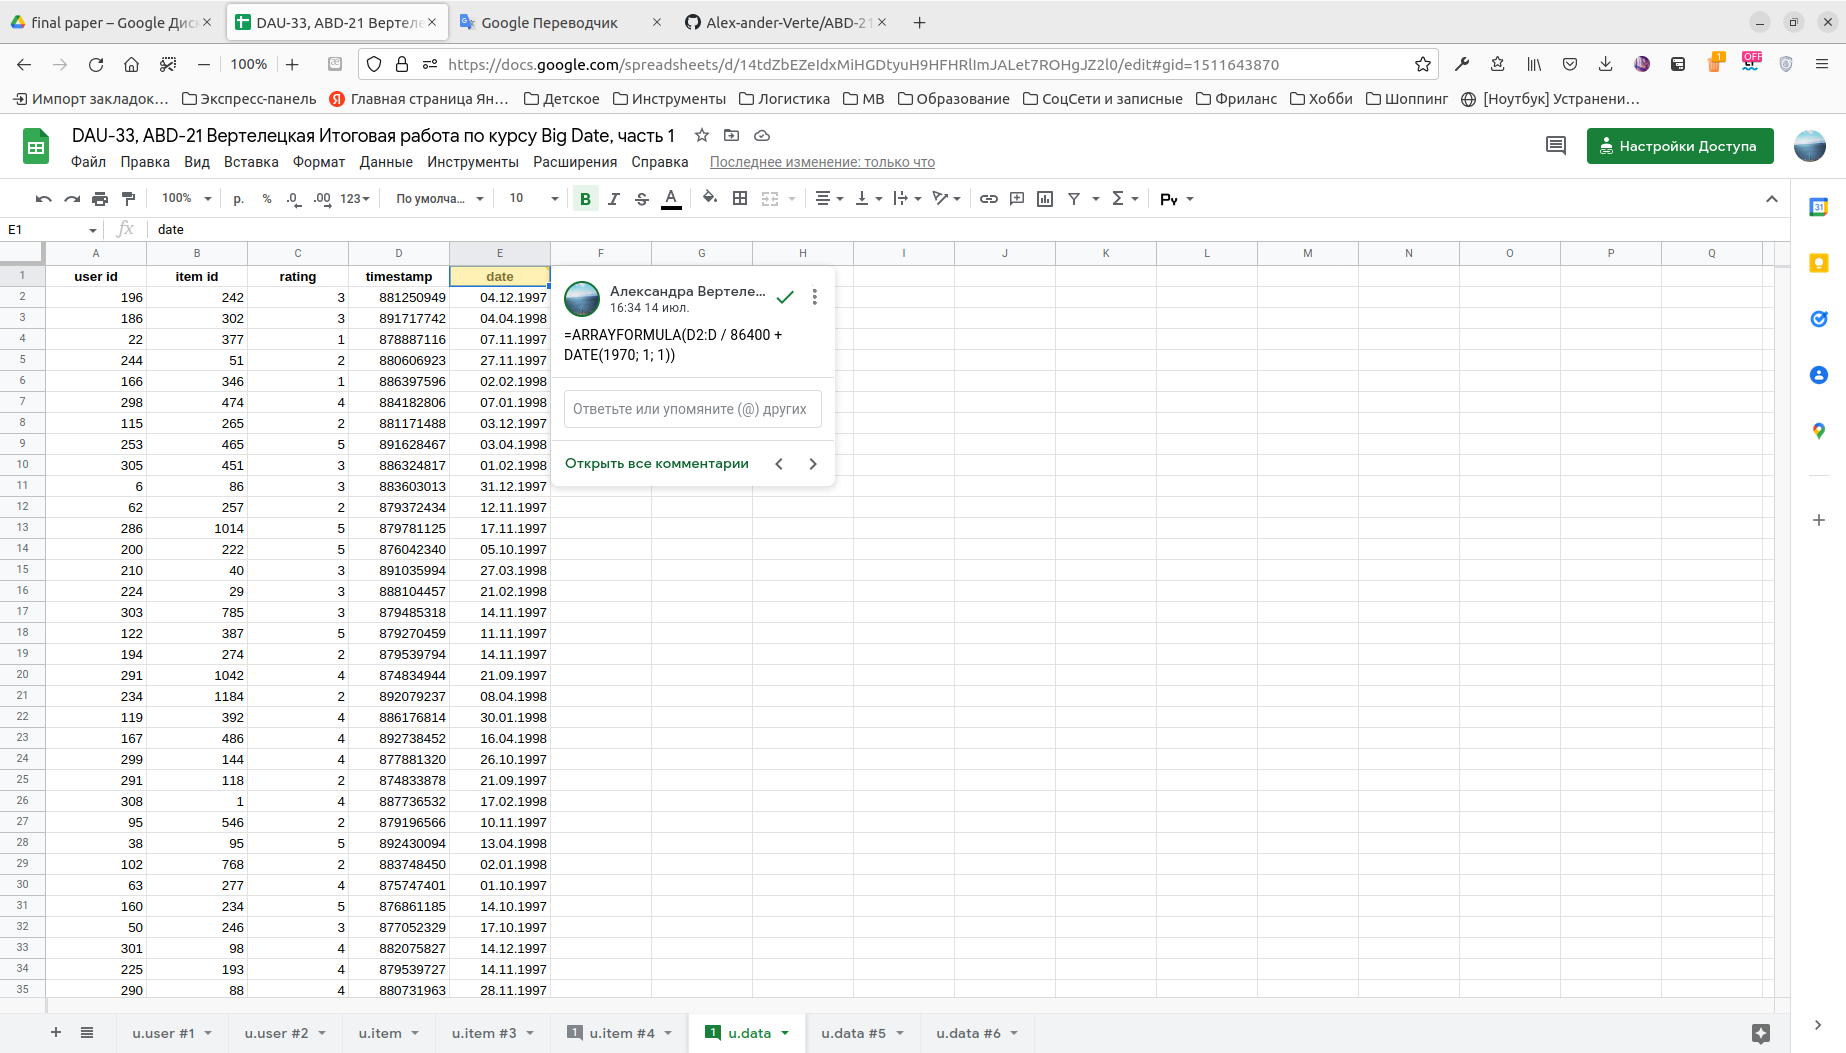 final paper – Google Дис
DAU-33, ABD-21 Вертеле
Google Переводчик
Alex-ander-Verte/ABD-21
100%
https://docs.google.com/spreadsheets/d/14tdZbEZeIdxMiHGDtyuH9HFHRlImJALet7ROHgJZ2l0/edit#gid=1511643870
1
OFF
Импорт закладок…
Экспресс-панель
Я Главная страница Ян…
Детское
Инструменты
Логистика
МВ
Образование
СоцСети и записные
Фриланс
Хобби
Шоппинг
[Ноутбук] Устранени…
DAU-33, ABD-21 Вертелецкая Итоговая работа по курсу Big Date, часть 1
Файл Правка Вид Вставка Формат Данные Инструменты Расширения Справка Последнее изменение: только что
Настройки Доступа
100% р. % .0 .00 123 По умолча... 10 B I S A Σ Ру
31
E1 fx date
A B C D E F G H I J K L M N O P Q
1 user id item id rating timestamp date
2 196 242 3 881250949 04.12.1997
3 186 302 3 891717742 04.04.1998
4 22 377 1 878887116 07.11.1997
5 244 51 2 880606923 27.11.1997
6 166 346 1 886397596 02.02.1998
7 298 474 4 884182806 07.01.1998
8 115 265 2 881171488 03.12.1997
9 253 465 5 891628467 03.04.1998
10 305 451 3 886324817 01.02.1998
11 6 86 3 883603013 31.12.1997
12 62 257 2 879372434 12.11.1997
13 286 1014 5 879781125 17.11.1997
14 200 222 5 876042340 05.10.1997
15 210 40 3 891035994 27.03.1998
16 224 29 3 888104457 21.02.1998
17 303 785 3 879485318 14.11.1997
18 122 387 5 879270459 11.11.1997
19 194 274 2 879539794 14.11.1997
20 291 1042 4 874834944 21.09.1997
21 234 1184 2 892079237 08.04.1998
22 119 392 4 886176814 30.01.1998
23 167 486 4 892738452 16.04.1998
24 299 144 4 877881320 26.10.1997
25 291 118 2 874833878 21.09.1997
26 308 1 4 887736532 17.02.1998
27 95 546 2 879196566 10.11.1997
28 38 95 5 892430094 13.04.1998
29 102 768 2 883748450 02.01.1998
30 63 277 4 875747401 01.10.1997
31 160 234 5 876861185 14.10.1997
32 50 246 3 877052329 17.10.1997
33 301 98 4 882075827 14.12.1997
34 225 193 4 879539727 14.11.1997
35 290 88 4 880731963 28.11.1997
Александра Вертеле...
16:34 14 июл.
=ARRAYFORMULA(D2:D / 86400 +
DATE(1970; 1; 1))
Ответьте или упомяните (@) других
Открыть все комментарии
u.user #1 u.user #2 u.item u.item #3 1 u.item #4 1 u.data u.data #5 u.data #6